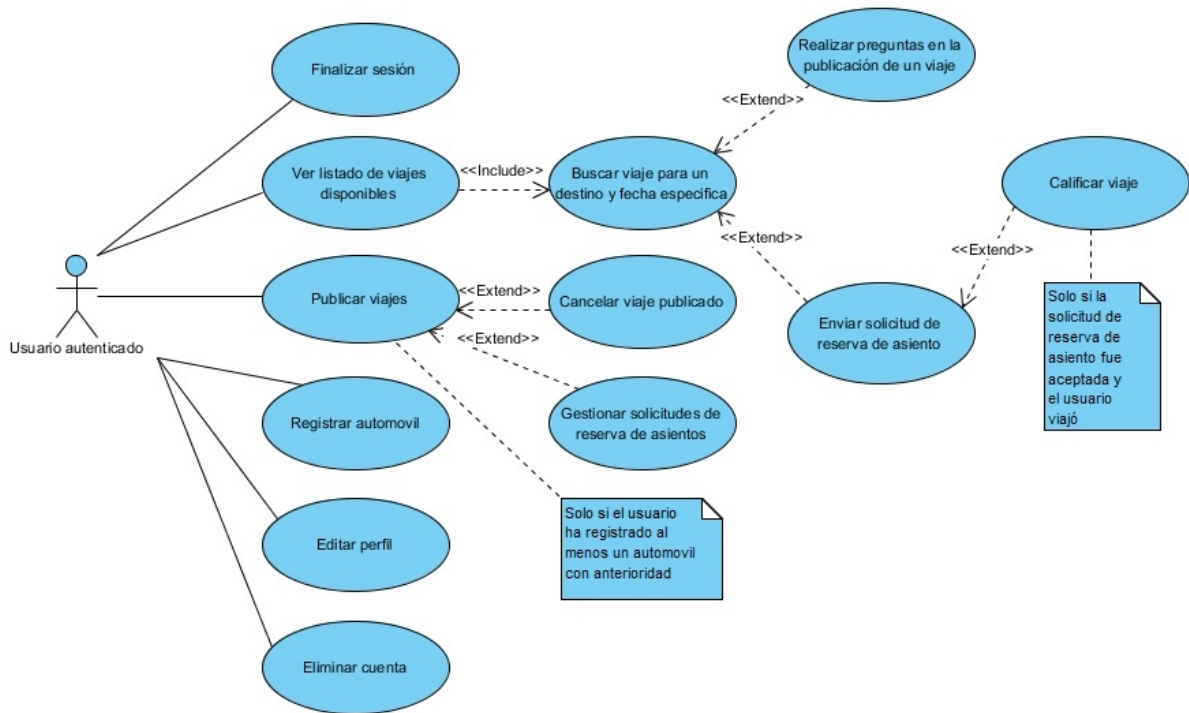 Finalizar sesión
Realizar preguntas en la
publicación de un viaje
<<Extend>>
Ver listado de viajes
disponibles
<<Include>>
Buscar viaje para un
destino y fecha especifica
Calificar viaje
<<Extend>>
<<Extend>>
Usuario autenticado
Publicar viajes
<<Extend>>
Cancelar viaje publicado
<<Extend>>
Enviar solicitud de
reserva de asiento
Solo si la
solicitud de
reserva de
asiento fue
aceptada y
el usuario
viajó
Registrar automovil
Gestionar solicitudes de
reserva de asientos
Solo si el usuario
ha registrado al
menos un automovil
con anterioridad
Editar perfil
Eliminar cuenta